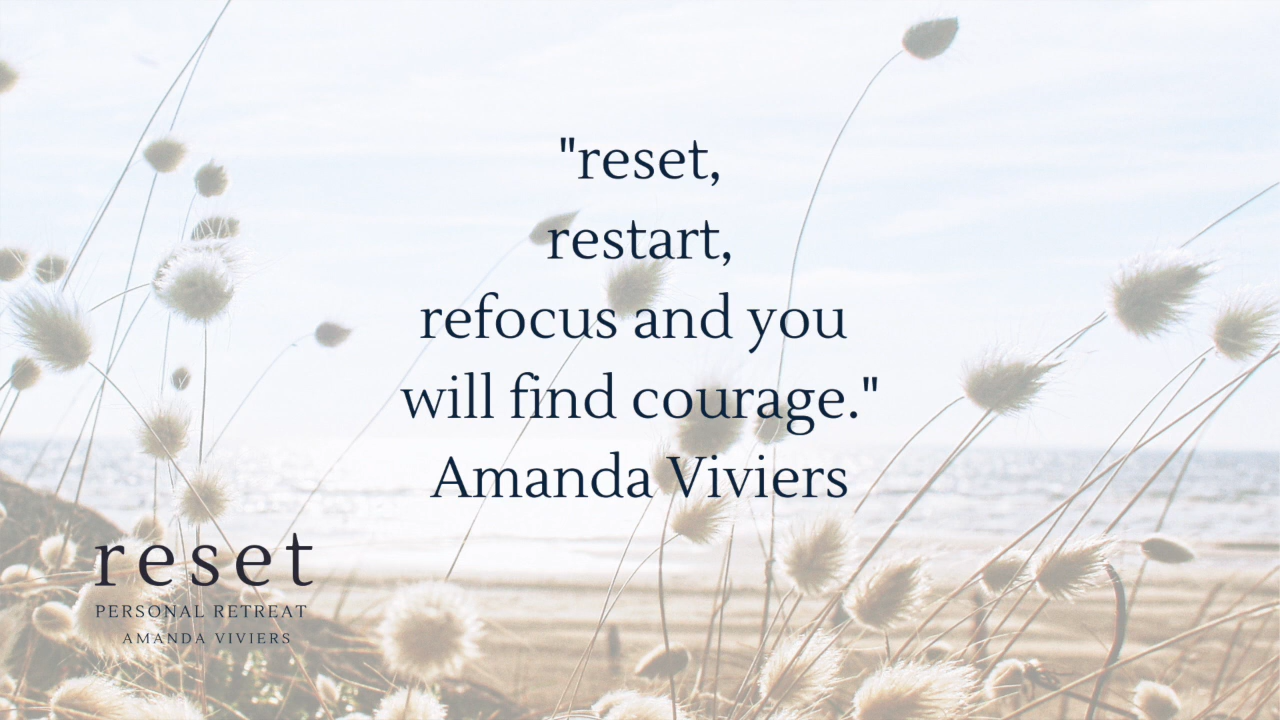 "reset,
restart,
refocus and you
will find courage."
Amanda Viviers
reset
PERSONAL RETREAT
AMANDA VIVIERS